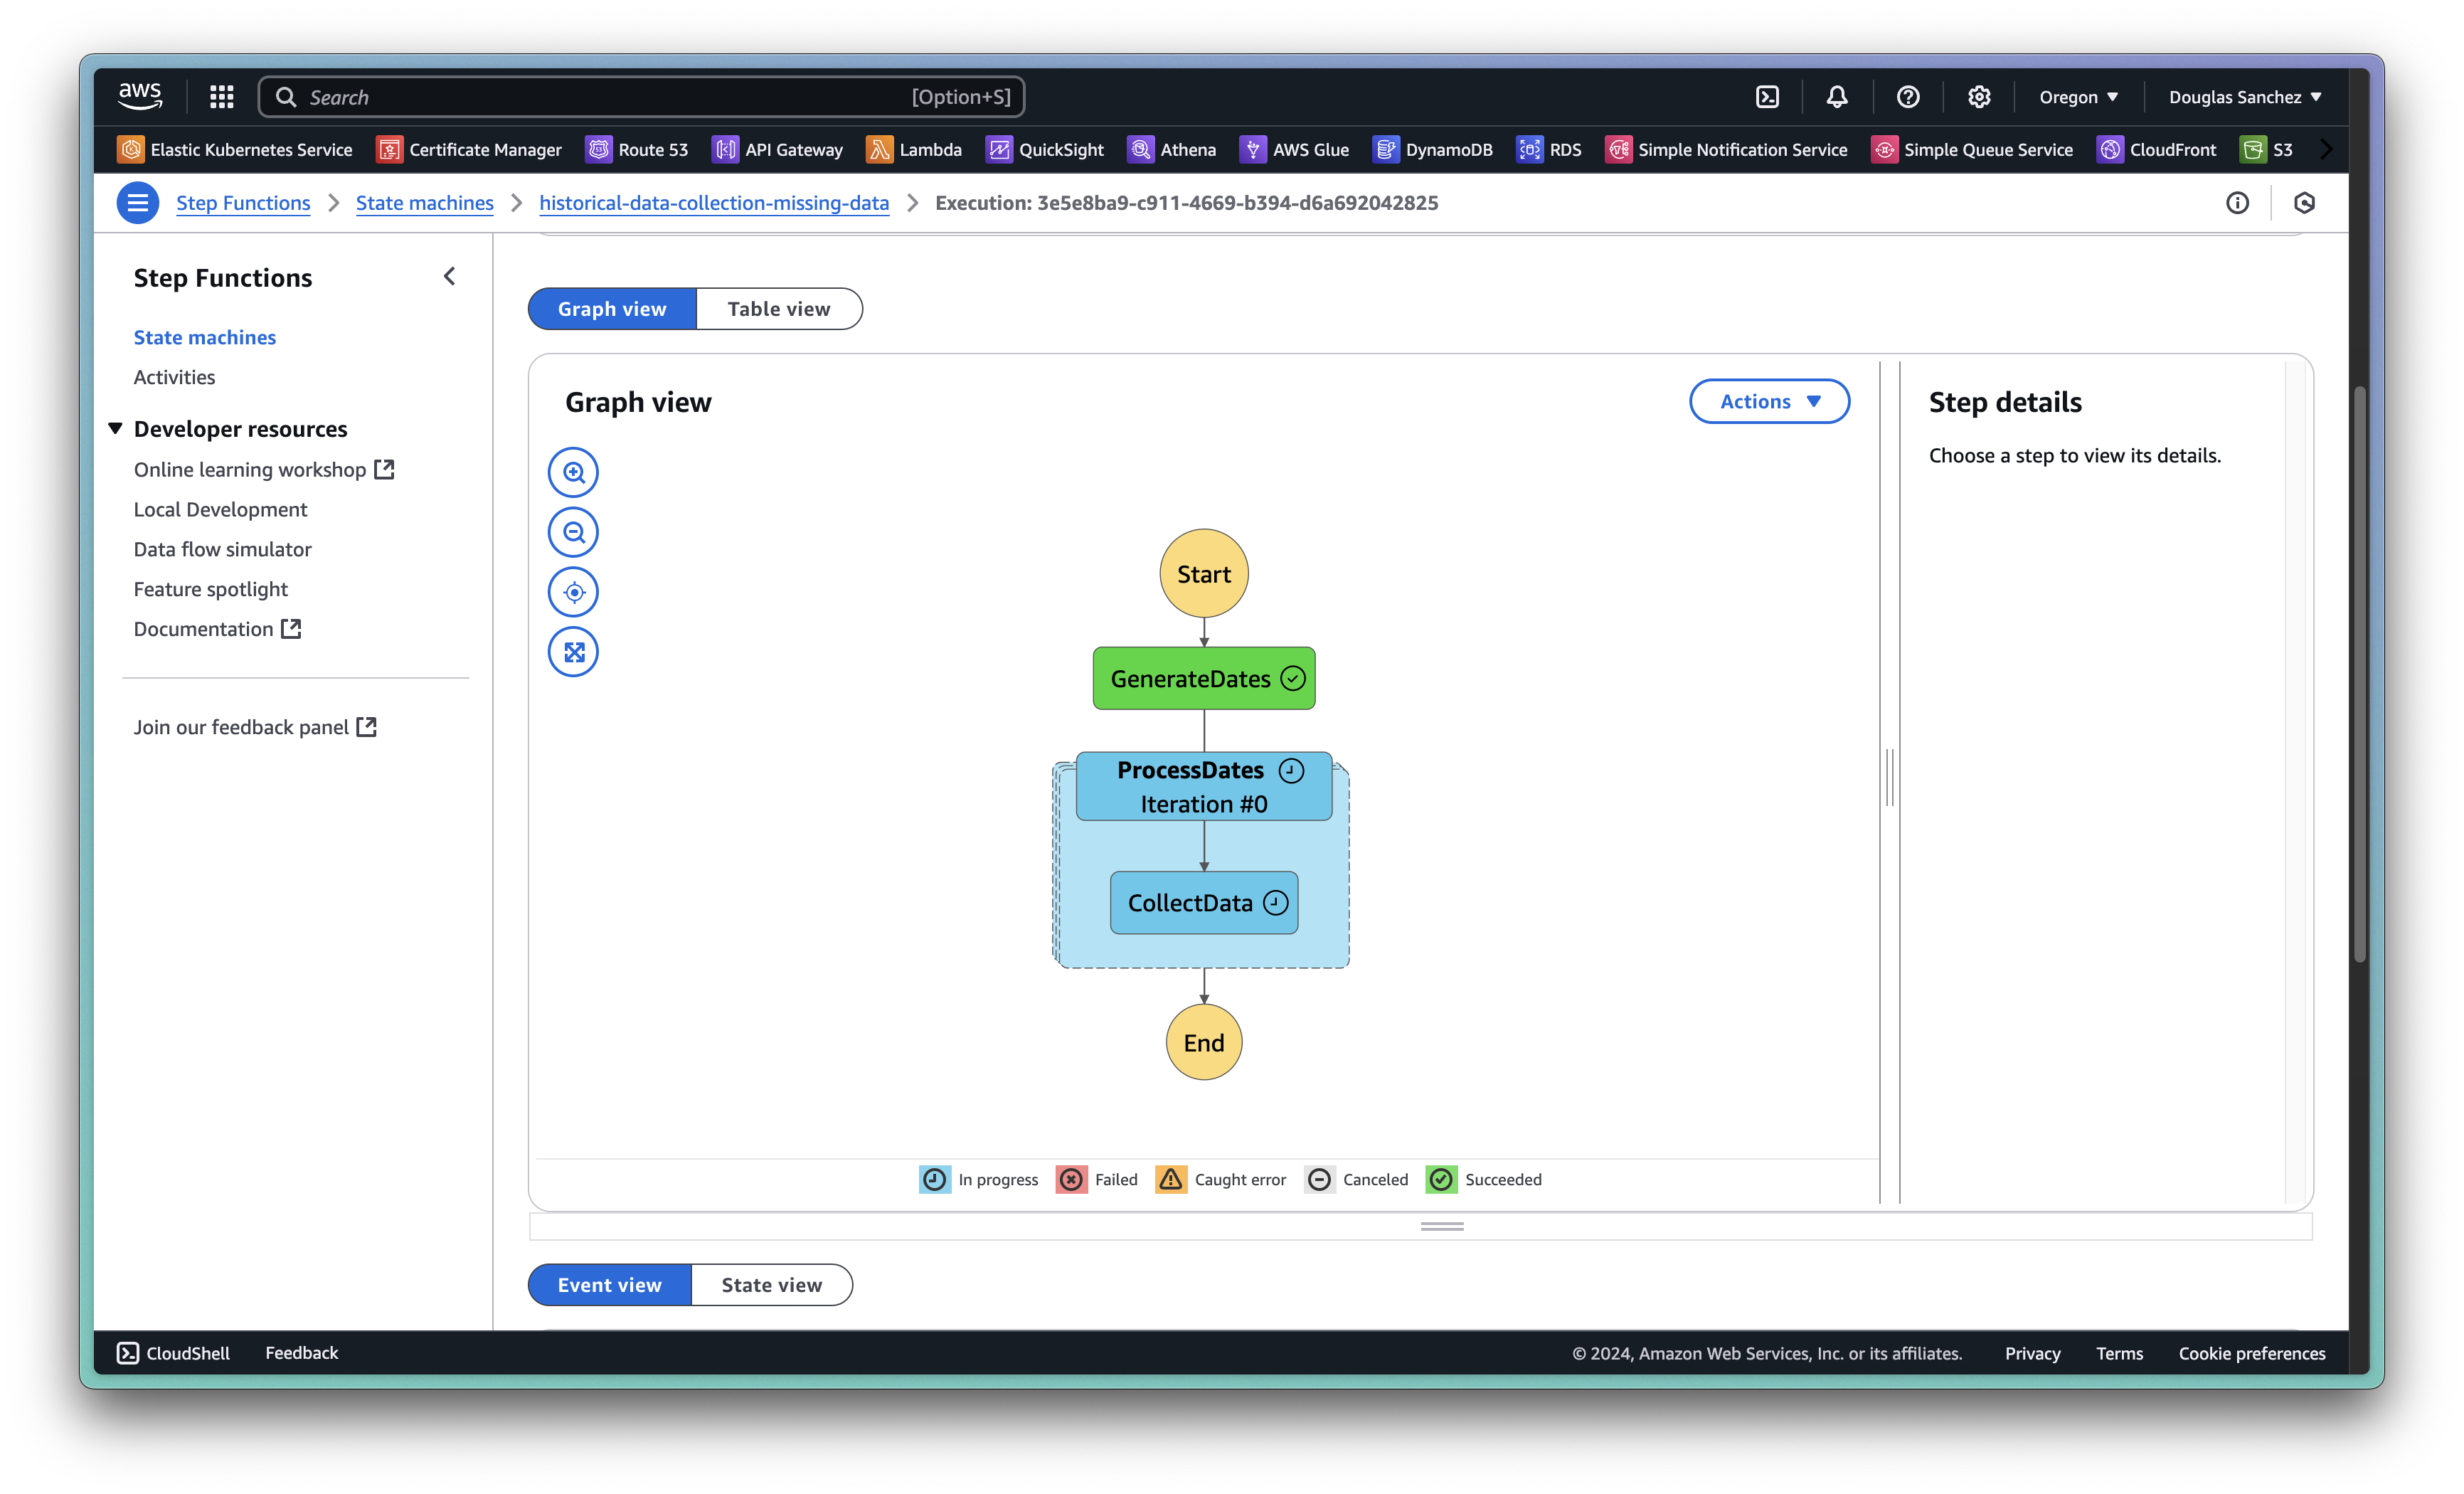 aws
Search [Option+S]
Oregon
Douglas Sanchez
Elastic Kubernetes Service Certificate Manager Route 53 API Gateway Lambda QuickSight Athena AWS Glue DynamoDB RDS Simple Notification Service Simple Queue Service CloudFront S3
Step Functions State machines historical-data-collection-missing-data Execution: 3e5e8ba9-c911-4669-b394-d6a692042825
Step Functions
State machines
Activities
Developer resources
Online learning workshop
Local Development
Data flow simulator
Feature spotlight
Documentation
Join our feedback panel
Graph view Table view
Graph view
Actions
Start
GenerateDates
ProcessDates
Iteration #0
CollectData
End
In progress Failed Caught error Canceled Succeeded
Step details
Choose a step to view its details.
Event view State view
CloudShell Feedback
© 2024, Amazon Web Services, Inc. or its affiliates. Privacy Terms Cookie preferences